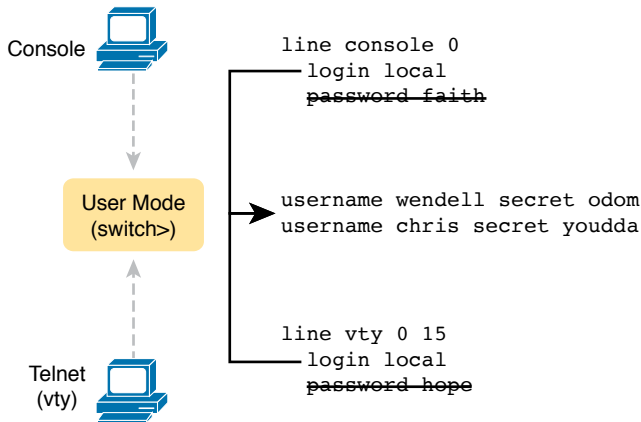 Console
line console 0
login local
password faith
User Mode
(switch>)
username wendell secret odom
username chris secret youdda
line vty 0 15
login local
password hope
Telnet
(vty)